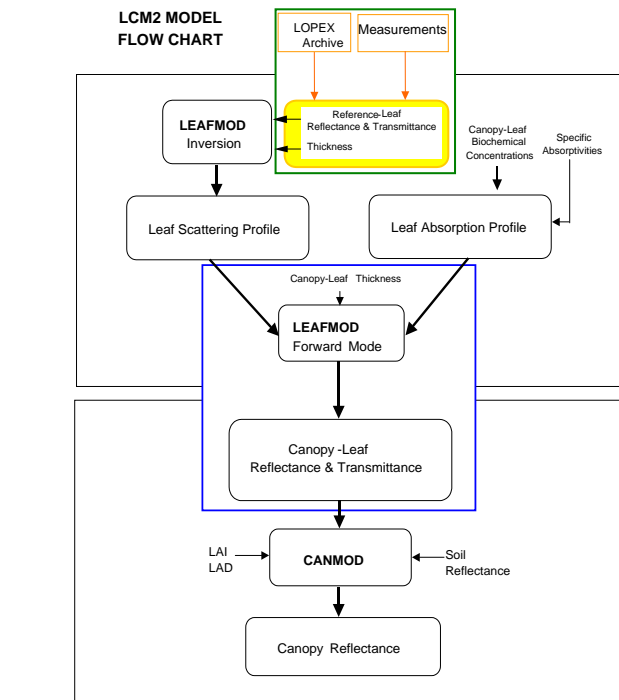 LCM2 MODEL
FLOW CHART
LOPEX
Archive
Measurements
LEAFMOD
Inversion
Reference-Leaf
Reflectance & Transmittance
Thickness
Canopy-Leaf
Biochemical
Concentrations
Specific
Absorptivities
Leaf Scattering Profile
Leaf Absorption Profile
Canopy-Leaf Thickness
LEAFMOD
Forward Mode
Canopy -Leaf
Reflectance & Transmittance
LAI
LAD
CANMOD
Soil
Reflectance
Canopy Reflectance